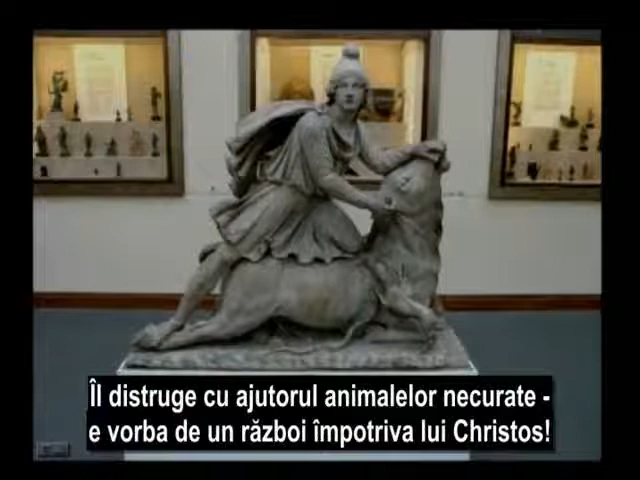 Îl distruge cu ajutorul animalelor necurate -
e vorba de un război împotriva lui Christos!